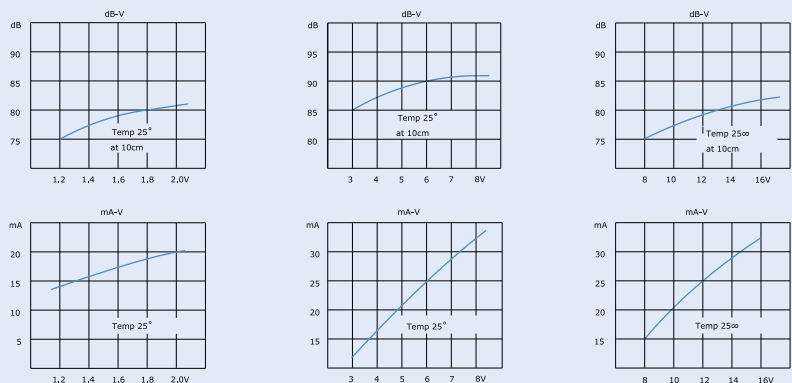 dB-V
dB
90
85
80
75
Temp 25°
at 10cm
1.2 1.4 1.6 1.8 2.0V
dB-V
dB
95
90
85
80
Temp 25°
at 10cm
3 4 5 6 7 8V
dB-V
dB
90
85
80
75
Temp 25∞
at 10cm
8 10 12 14 16V
mA-V
mA
20
15
10
5
Temp 25°
1.2 1.4 1.6 1.8 2.0V
mA-V
mA
30
25
20
15
Temp 25°
3 4 5 6 7 8V
mA-V
mA
30
25
20
15
Temp 25∞
8 10 12 14 16V